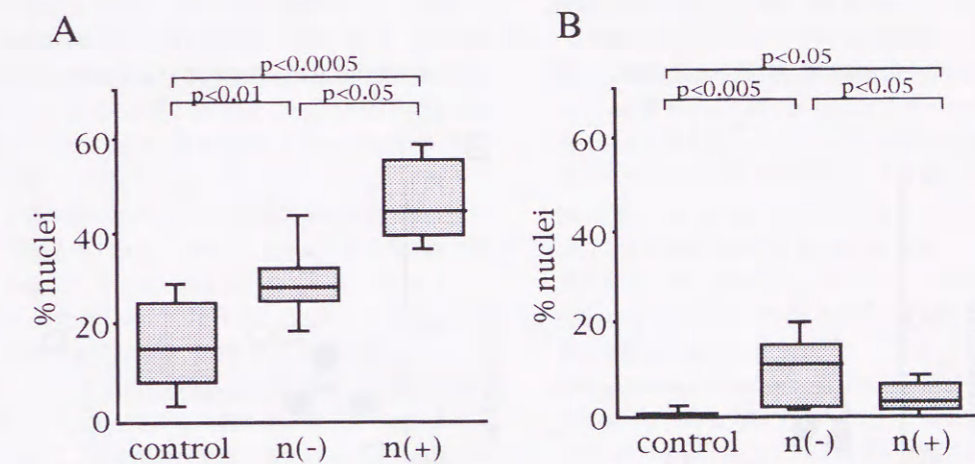 A
p<0.0005
p<0.01 p<0.05
60
40
20
0
% nuclei
control n(-) n(+)
B
p<0.05
p<0.005 p<0.05
60
40
20
0
% nuclei
control n(-) n(+)